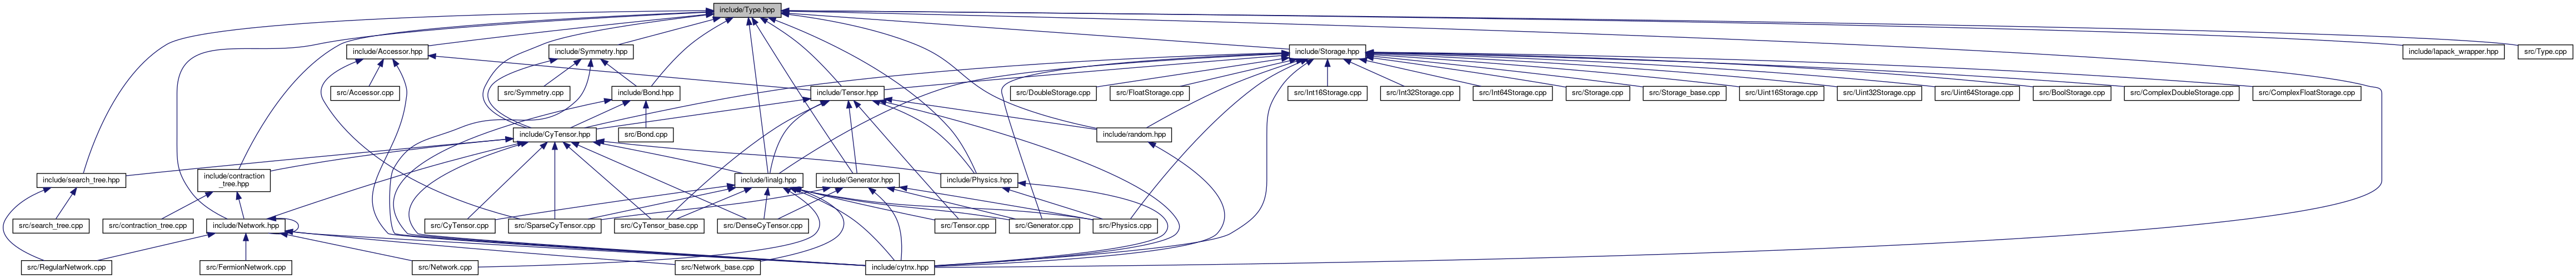 include/Type.hpp
include/Accessor.hpp
include/Symmetry.hpp
include/Storage.hpp
include/lapack_wrapper.hpp
src/Type.cpp
src/Accessor.cpp
src/Symmetry.cpp
include/Bond.hpp
include/Tensor.hpp
src/DoubleStorage.cpp
src/FloatStorage.cpp
src/Int16Storage.cpp
src/Int32Storage.cpp
src/Int64Storage.cpp
src/Storage.cpp
src/Storage_base.cpp
src/Uint16Storage.cpp
src/Uint32Storage.cpp
src/Uint64Storage.cpp
src/BoolStorage.cpp
src/ComplexDoubleStorage.cpp
src/ComplexFloatStorage.cpp
include/CyTensor.hpp
src/Bond.cpp
include/random.hpp
include/search_tree.hpp
include/contraction
_tree.hpp
include/linalg.hpp
include/Generator.hpp
include/Physics.hpp
src/search_tree.cpp
src/contraction_tree.cpp
include/Network.hpp
src/CyTensor.cpp
src/SparseCyTensor.cpp
src/CyTensor_base.cpp
src/DenseCyTensor.cpp
src/Tensor.cpp
src/Generator.cpp
src/Physics.cpp
src/RegularNetwork.cpp
src/FermionNetwork.cpp
src/Network.cpp
src/Network_base.cpp
include/cytnx.hpp